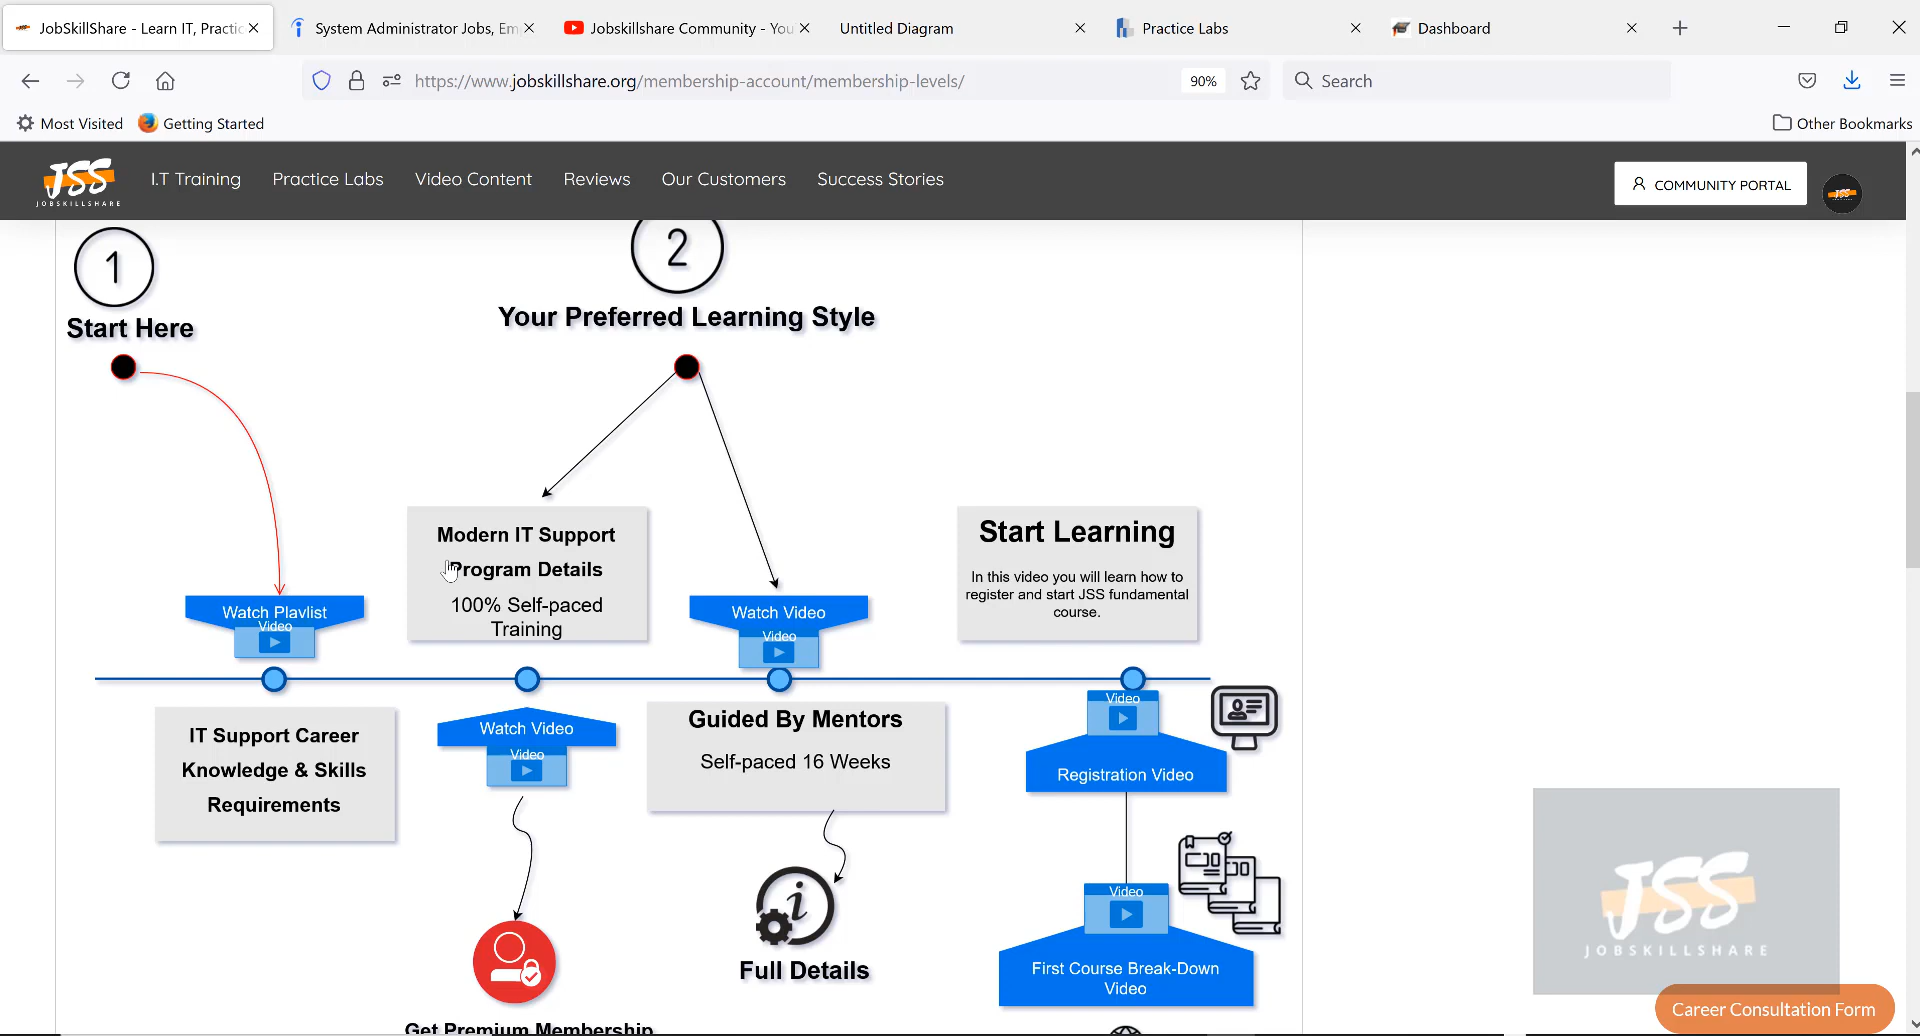 JobSkillShare - Learn IT, Practic
System Administrator Jobs, Em
Jobskillshare Community - You
Untitled Diagram
Practice Labs
Dashboard
https://www.jobskillshare.org/membership-account/membership-levels/
90%
Search
Most Visited
Getting Started
Other Bookmarks
JSS
JOBSKILLSHARE
I.T Training
Practice Labs
Video Content
Reviews
Our Customers
Success Stories
COMMUNITY PORTAL
JSS
1
Start Here
2
Your Preferred Learning Style
Modern IT Support
Program Details
100% Self-paced
Training
Start Learning
In this video you will learn how to
register and start JSS fundamental
course.
Watch Playlist
Video
Watch Video
Video
IT Support Career
Knowledge & Skills
Requirements
Watch Video
Video
Guided By Mentors
Self-paced 16 Weeks
Video
Registration Video
i
Full Details
Video
First Course Break-Down
Video
Get Premium Membership
JSS
JOBSKILLSHARE
Career Consultation Form